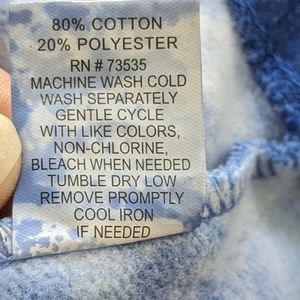 80% COTTON
20% POLYESTER
RN # 73535
MACHINE WASH COLD
WASH SEPARATELY
GENTLE CYCLE
WITH LIKE COLORS,
NON-CHLORINE,
BLEACH WHEN NEEDED
TUMBLE DRY LOW
REMOVE PROMPTLY
COOL IRON
IF NEEDED